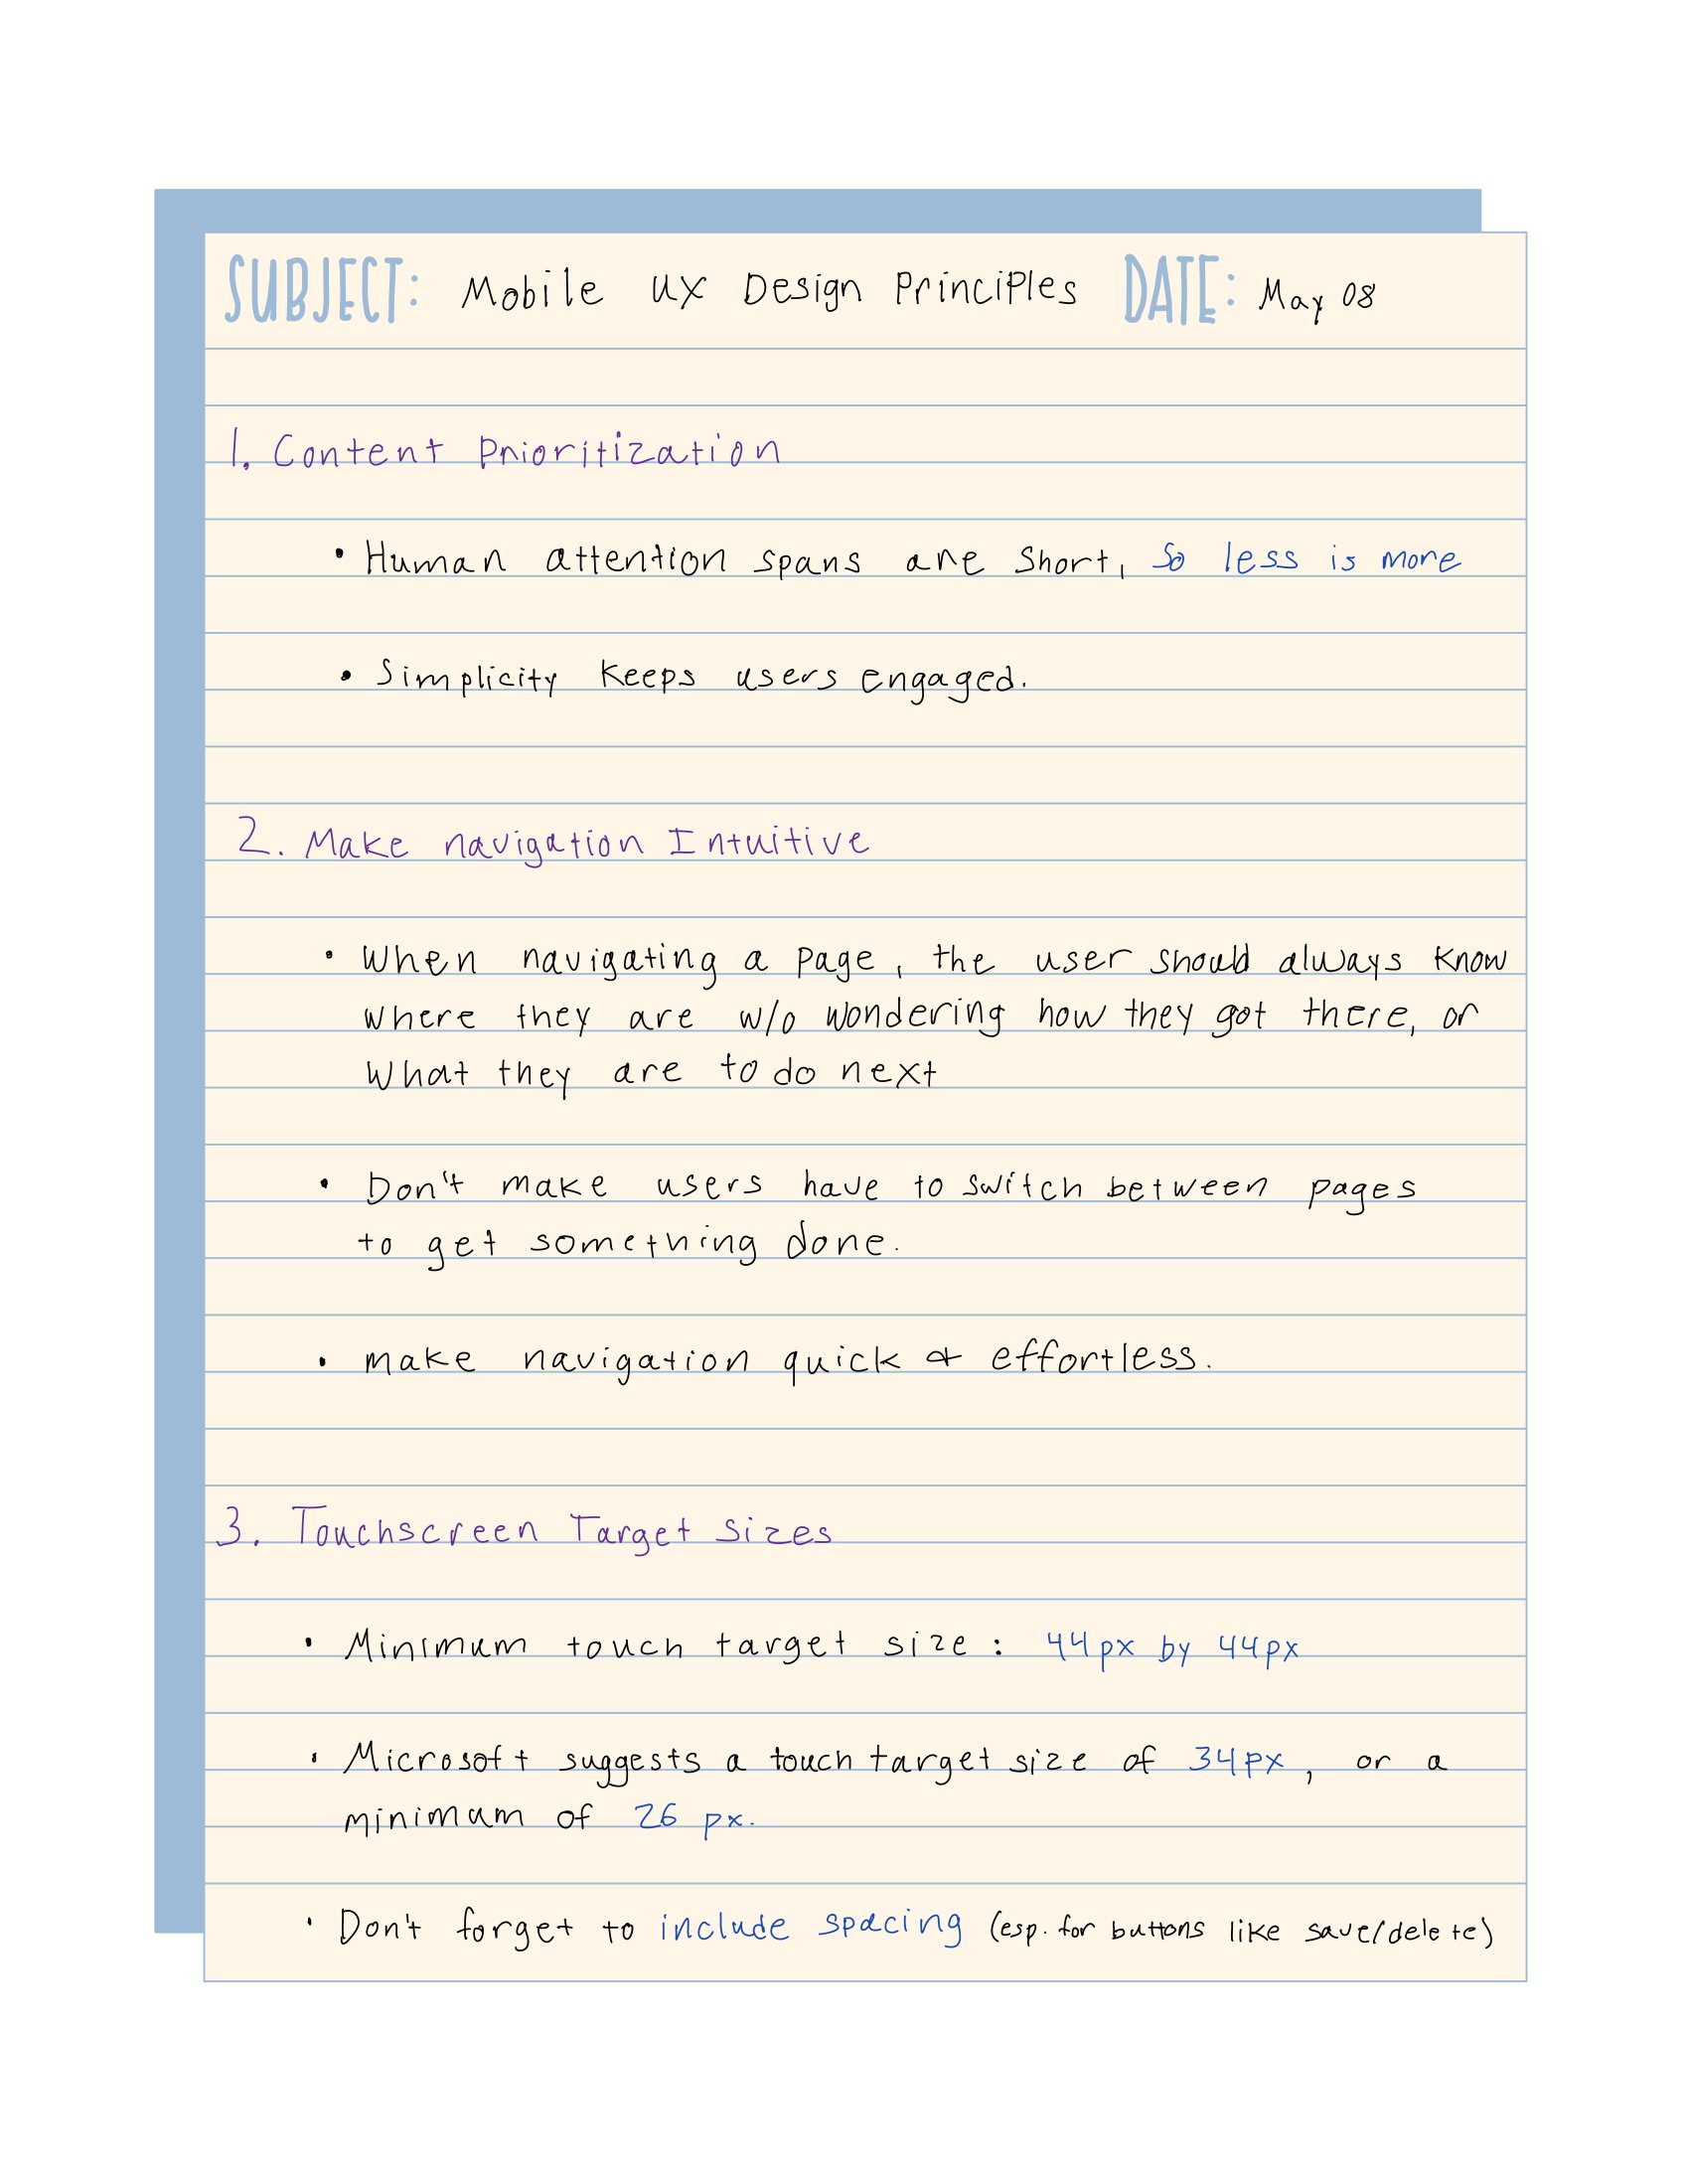 SUBJECT: Mobile UX Design Principles DATE: May 08
1. Content Prioritization
• Human attention spans are short, so less is more
• Simplicity keeps users engaged.
2. Make navigation Intuitive
• When navigating a page, the user should always know
where they are w/o wondering how they got there, or
what they are to do next
• Don't make users have to switch between pages
to get something done.
• make navigation quick & effortless.
3. Touchscreen Target Sizes
• Minimum touch target size: 44px by 44px
• Microsoft suggests a touch target size of 34px, or a
minimum of 26 px.
• Don't forget to include spacing (esp. for buttons like save/delete)